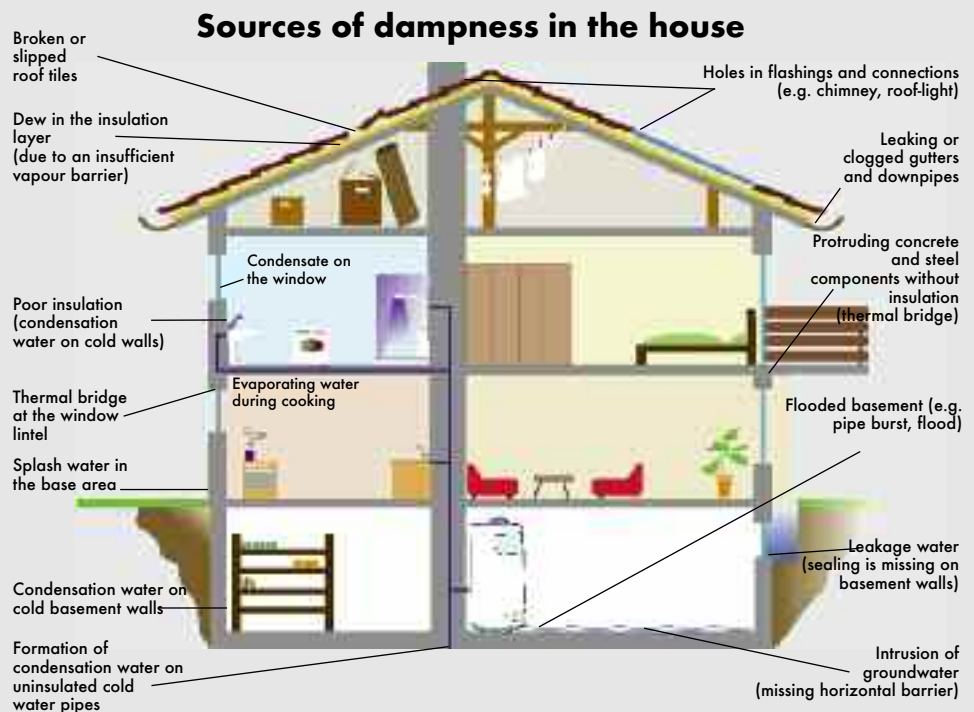 Sources of dampness in the house
Broken or
slipped
roof tiles
Dew in the insulation
layer
(due to an insufficient
vapour barrier)
Poor insulation
(condensation
water on cold walls)
Thermal bridge
at the window
lintel
Splash water in
the base area
Condensation water on
cold basement walls
Formation of
condensation water on
uninsulated cold
water pipes
Condensate on
the window
Evaporating water
during cooking
Holes in flashings and connections
(e.g. chimney, roof-light)
Leaking or
clogged gutters
and downpipes
Protruding concrete
and steel
components without
insulation
(thermal bridge)
Flooded basement (e.g.
pipe burst, flood)
Leakage water
(sealing is missing on
basement walls)
Intrusion of
groundwater
(missing horizontal barrier)